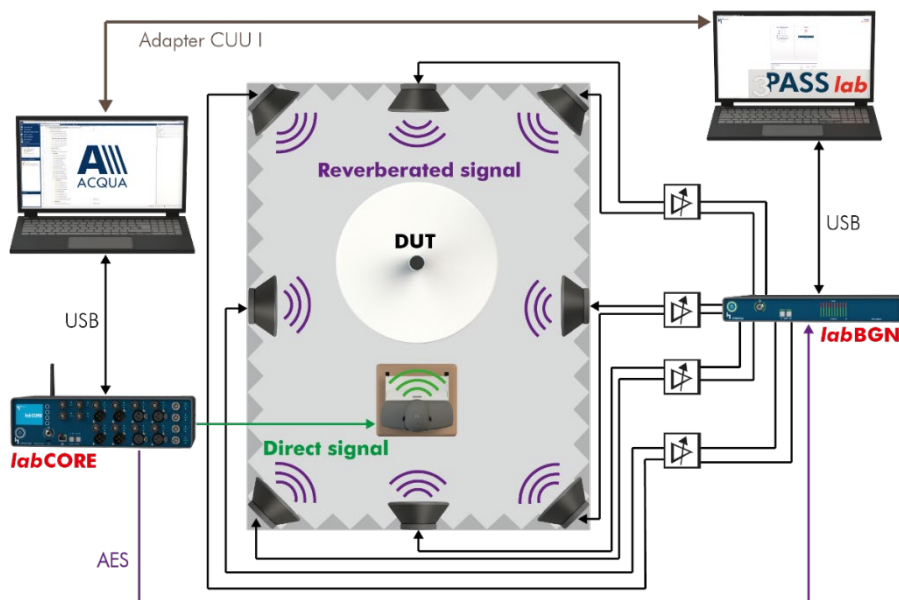 Adapter CUU I
3PASS lab
ACQUA
Reverberated signal
DUT
USB
USB
labBGN
labCORE
Direct signal
AES